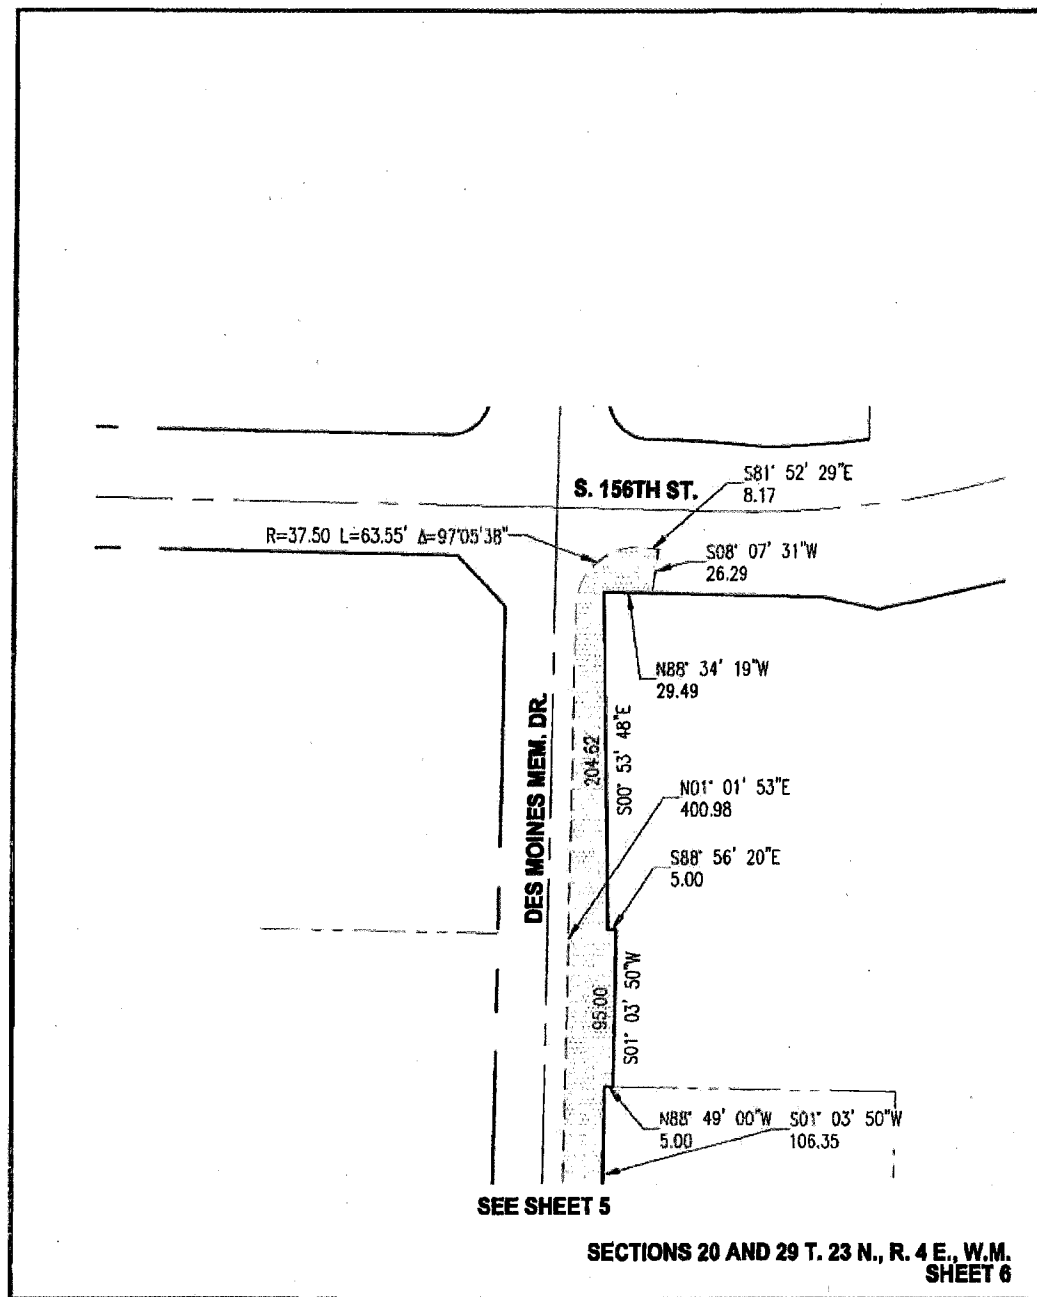 S81° 52' 29"E
8.17
S. 156TH ST.
R=37.50 L=63.55' Δ=97°05'38"
S08° 07' 31"W
26.29
N88° 34' 19"W
29.49
DES MOINES MEM. DR.
204.62
S00° 53' 48"E
N01° 01' 53"E
400.98
S88° 56' 20"E
5.00
95.00
S01° 03' 50"W
N88° 49' 00"W
5.00
S01° 03' 50"W
106.35
SEE SHEET 5
SECTIONS 20 AND 29 T. 23 N., R. 4 E., W.M.
SHEET 6